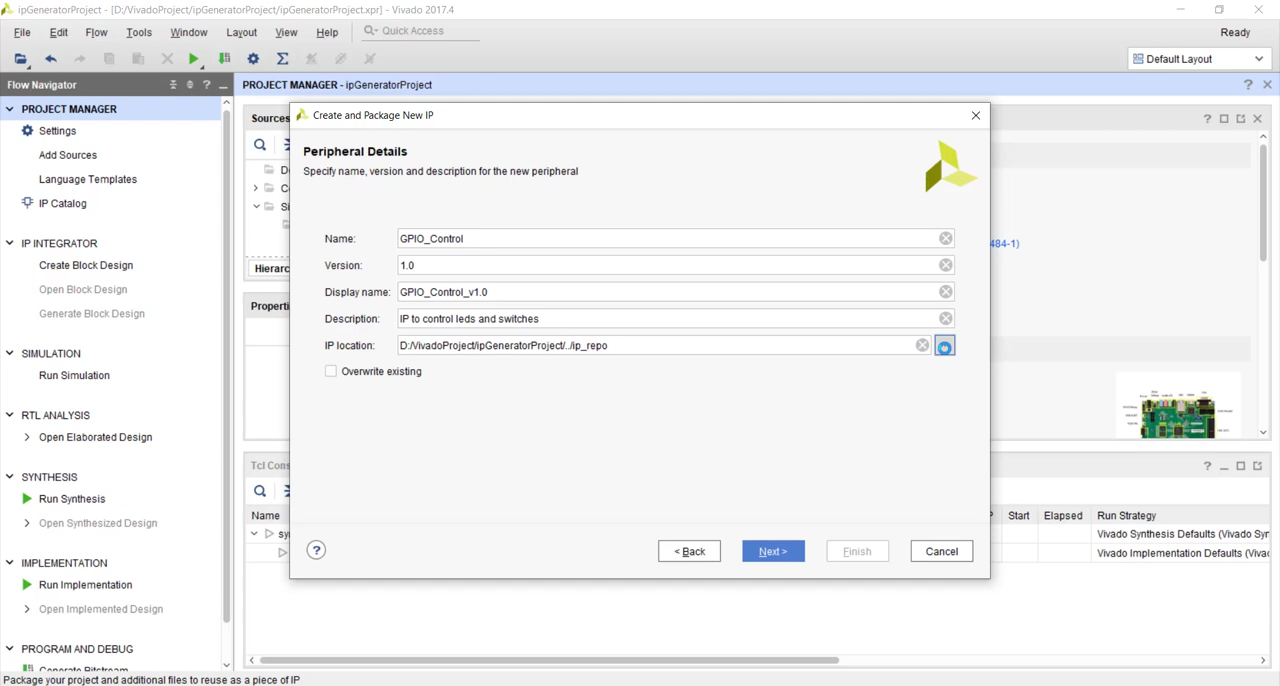 ipGeneratorProject - [D:/VivadoProject/ipGeneratorProject/ipGeneratorProject.xpr] - Vivado 2017.4
File Edit Flow Tools Window Layout View Help Quick Access Ready
Default Layout
Flow Navigator
PROJECT MANAGER - ipGeneratorProject
PROJECT MANAGER
Settings
Add Sources
Language Templates
IP Catalog
IP INTEGRATOR
Create Block Design
Open Block Design
Generate Block Design
SIMULATION
Run Simulation
RTL ANALYSIS
Open Elaborated Design
SYNTHESIS
Run Synthesis
Open Synthesized Design
IMPLEMENTATION
Run Implementation
Open Implemented Design
PROGRAM AND DEBUG
Generate Bitstream
Sources
Hierarc
Properti
484-1)
Create and Package New IP
Peripheral Details
Specify name, version and description for the new peripheral
Name: GPIO_Control
Version: 1.0
Display name: GPIO_Control_v1.0
Description: IP to control leds and switches
IP location: D:/VivadoProject/ipGeneratorProject/../ip_repo
Overwrite existing
? < Back Next > Finish Cancel
Tcl Cons
Name Start Elapsed Run Strategy
sy Vivado Synthesis Defaults (Vivado Syn
Vivado Implementation Defaults (Vivac
Package your project and additional files to reuse as a piece of IP